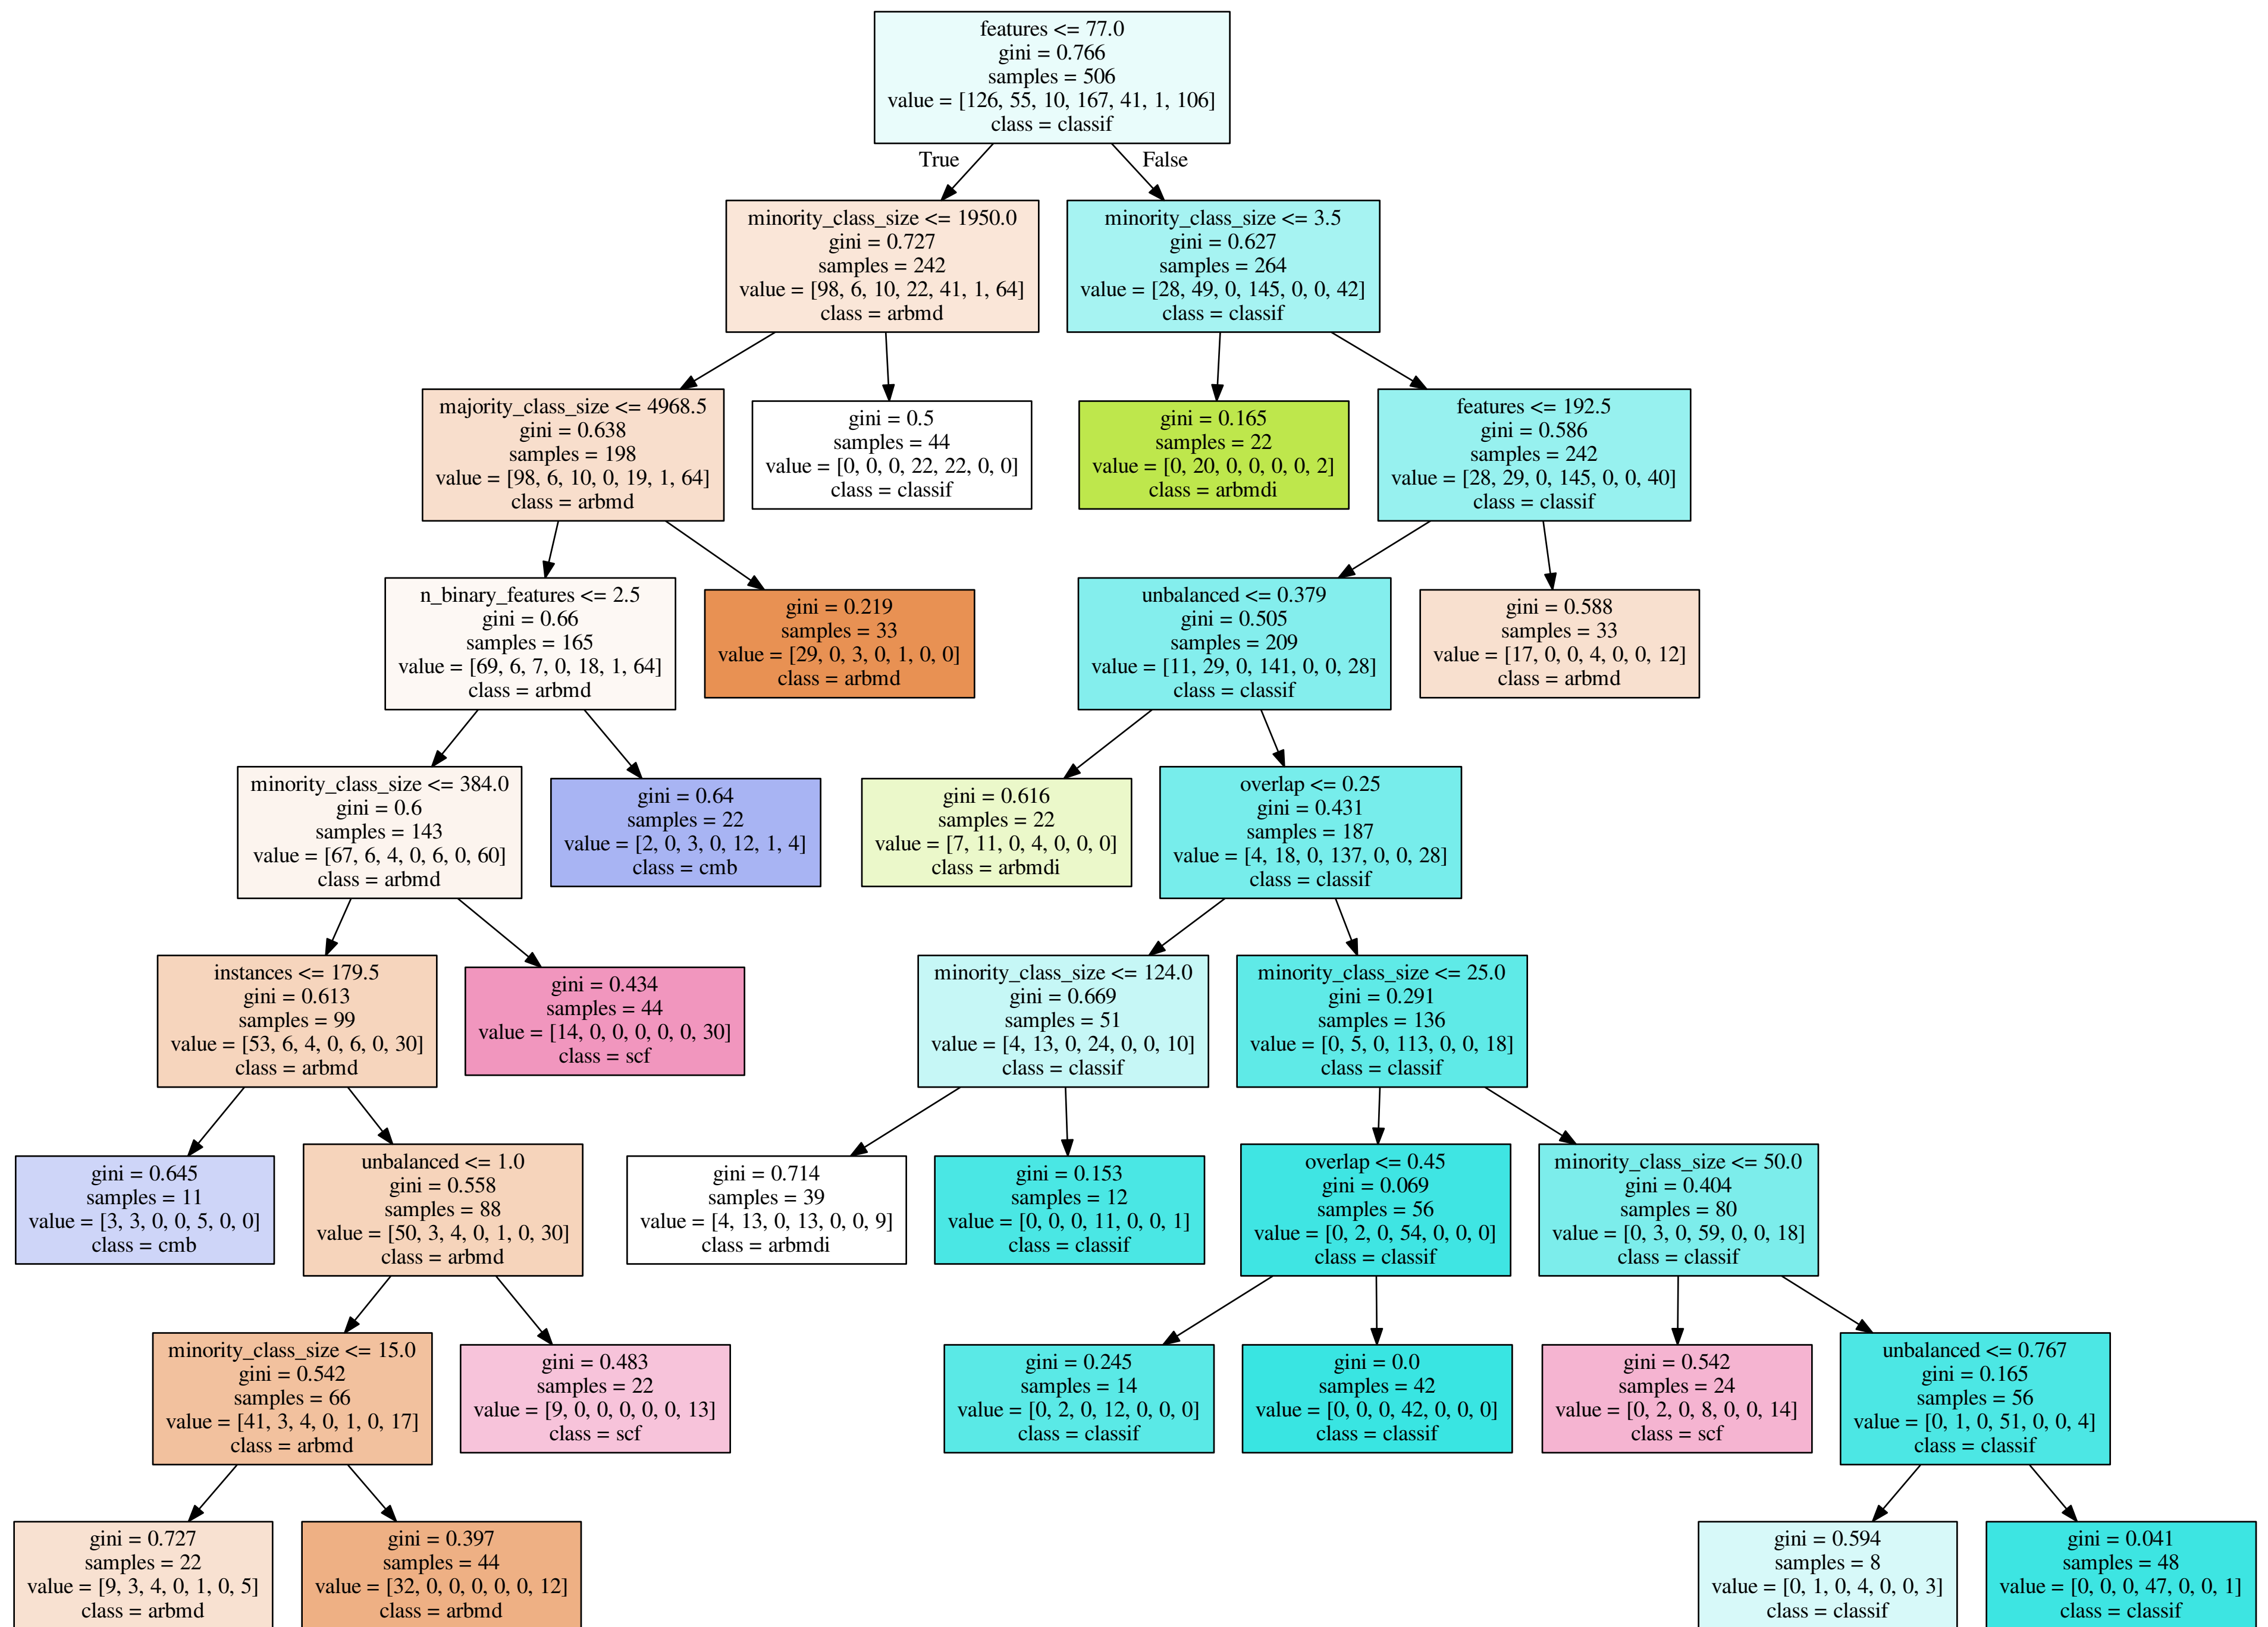 features <= 77.0
gini = 0.766
samples = 506
value = [126, 55, 10, 167, 41, 1, 106]
class = classif
True
False
minority_class_size <= 1950.0
gini = 0.727
samples = 242
value = [98, 6, 10, 22, 41, 1, 64]
class = arbmd
minority_class_size <= 3.5
gini = 0.627
samples = 264
value = [28, 49, 0, 145, 0, 0, 42]
class = classif
majority_class_size <= 4968.5
gini = 0.638
samples = 198
value = [98, 6, 10, 0, 19, 1, 64]
class = arbmd
gini = 0.5
samples = 44
value = [0, 0, 0, 22, 22, 0, 0]
class = classif
gini = 0.165
samples = 22
value = [0, 20, 0, 0, 0, 0, 2]
class = arbmdi
features <= 192.5
gini = 0.586
samples = 242
value = [28, 29, 0, 145, 0, 0, 40]
class = classif
n_binary_features <= 2.5
gini = 0.66
samples = 165
value = [69, 6, 7, 0, 18, 1, 64]
class = arbmd
gini = 0.219
samples = 33
value = [29, 0, 3, 0, 1, 0, 0]
class = arbmd
unbalanced <= 0.379
gini = 0.505
samples = 209
value = [11, 29, 0, 141, 0, 0, 28]
class = classif
gini = 0.588
samples = 33
value = [17, 0, 0, 4, 0, 0, 12]
class = arbmd
minority_class_size <= 384.0
gini = 0.6
samples = 143
value = [67, 6, 4, 0, 6, 0, 60]
class = arbmd
gini = 0.64
samples = 22
value = [2, 0, 3, 0, 12, 1, 4]
class = cmb
gini = 0.616
samples = 22
value = [7, 11, 0, 4, 0, 0, 0]
class = arbmdi
overlap <= 0.25
gini = 0.431
samples = 187
value = [4, 18, 0, 137, 0, 0, 28]
class = classif
instances <= 179.5
gini = 0.613
samples = 99
value = [53, 6, 4, 0, 6, 0, 30]
class = arbmd
gini = 0.434
samples = 44
value = [14, 0, 0, 0, 0, 0, 30]
class = scf
minority_class_size <= 124.0
gini = 0.669
samples = 51
value = [4, 13, 0, 24, 0, 0, 10]
class = classif
minority_class_size <= 25.0
gini = 0.291
samples = 136
value = [0, 5, 0, 113, 0, 0, 18]
class = classif
gini = 0.645
samples = 11
value = [3, 3, 0, 0, 5, 0, 0]
class = cmb
unbalanced <= 1.0
gini = 0.558
samples = 88
value = [50, 3, 4, 0, 1, 0, 30]
class = arbmd
gini = 0.714
samples = 39
value = [4, 13, 0, 13, 0, 0, 9]
class = arbmdi
gini = 0.153
samples = 12
value = [0, 0, 0, 11, 0, 0, 1]
class = classif
overlap <= 0.45
gini = 0.069
samples = 56
value = [0, 2, 0, 54, 0, 0, 0]
class = classif
minority_class_size <= 50.0
gini = 0.404
samples = 80
value = [0, 3, 0, 59, 0, 0, 18]
class = classif
minority_class_size <= 15.0
gini = 0.542
samples = 66
value = [41, 3, 4, 0, 1, 0, 17]
class = arbmd
gini = 0.483
samples = 22
value = [9, 0, 0, 0, 0, 0, 13]
class = scf
gini = 0.245
samples = 14
value = [0, 2, 0, 12, 0, 0, 0]
class = classif
gini = 0.0
samples = 42
value = [0, 0, 0, 42, 0, 0, 0]
class = classif
gini = 0.542
samples = 24
value = [0, 2, 0, 8, 0, 0, 14]
class = scf
unbalanced <= 0.767
gini = 0.165
samples = 56
value = [0, 1, 0, 51, 0, 0, 4]
class = classif
gini = 0.727
samples = 22
value = [9, 3, 4, 0, 1, 0, 5]
class = arbmd
gini = 0.397
samples = 44
value = [32, 0, 0, 0, 0, 0, 12]
class = arbmd
gini = 0.594
samples = 8
value = [0, 1, 0, 4, 0, 0, 3]
class = classif
gini = 0.041
samples = 48
value = [0, 0, 0, 47, 0, 0, 1]
class = classif